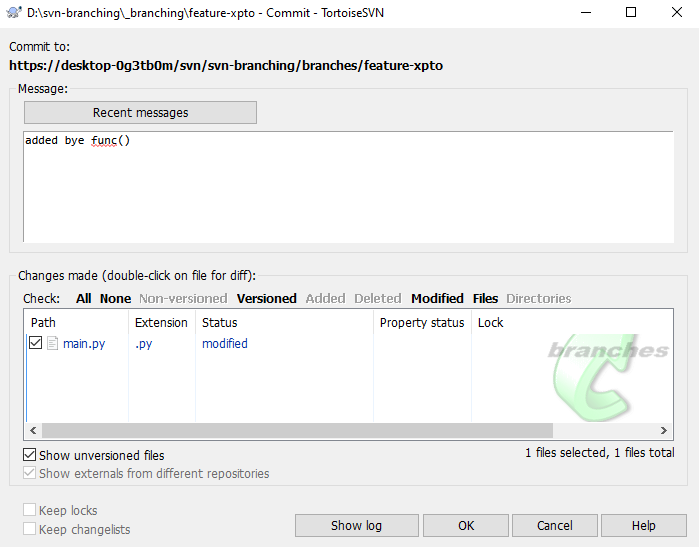 D:\svn-branching\_branching\feature-xpto - Commit - TortoiseSVN
Commit to:
https://desktop-0g3tb0m/svn/svn-branching/branches/feature-xpto
Message:
Recent messages
added bye func()
Changes made (double-click on file for diff):
Check: All None Non-versioned Versioned Added Deleted Modified Files Directories
Path Extension Status Property status Lock
main.py .py modified
branches
Show unversioned files
1 files selected, 1 files total
Show externals from different repositories
Keep locks
Keep changelists
Show log OK Cancel Help